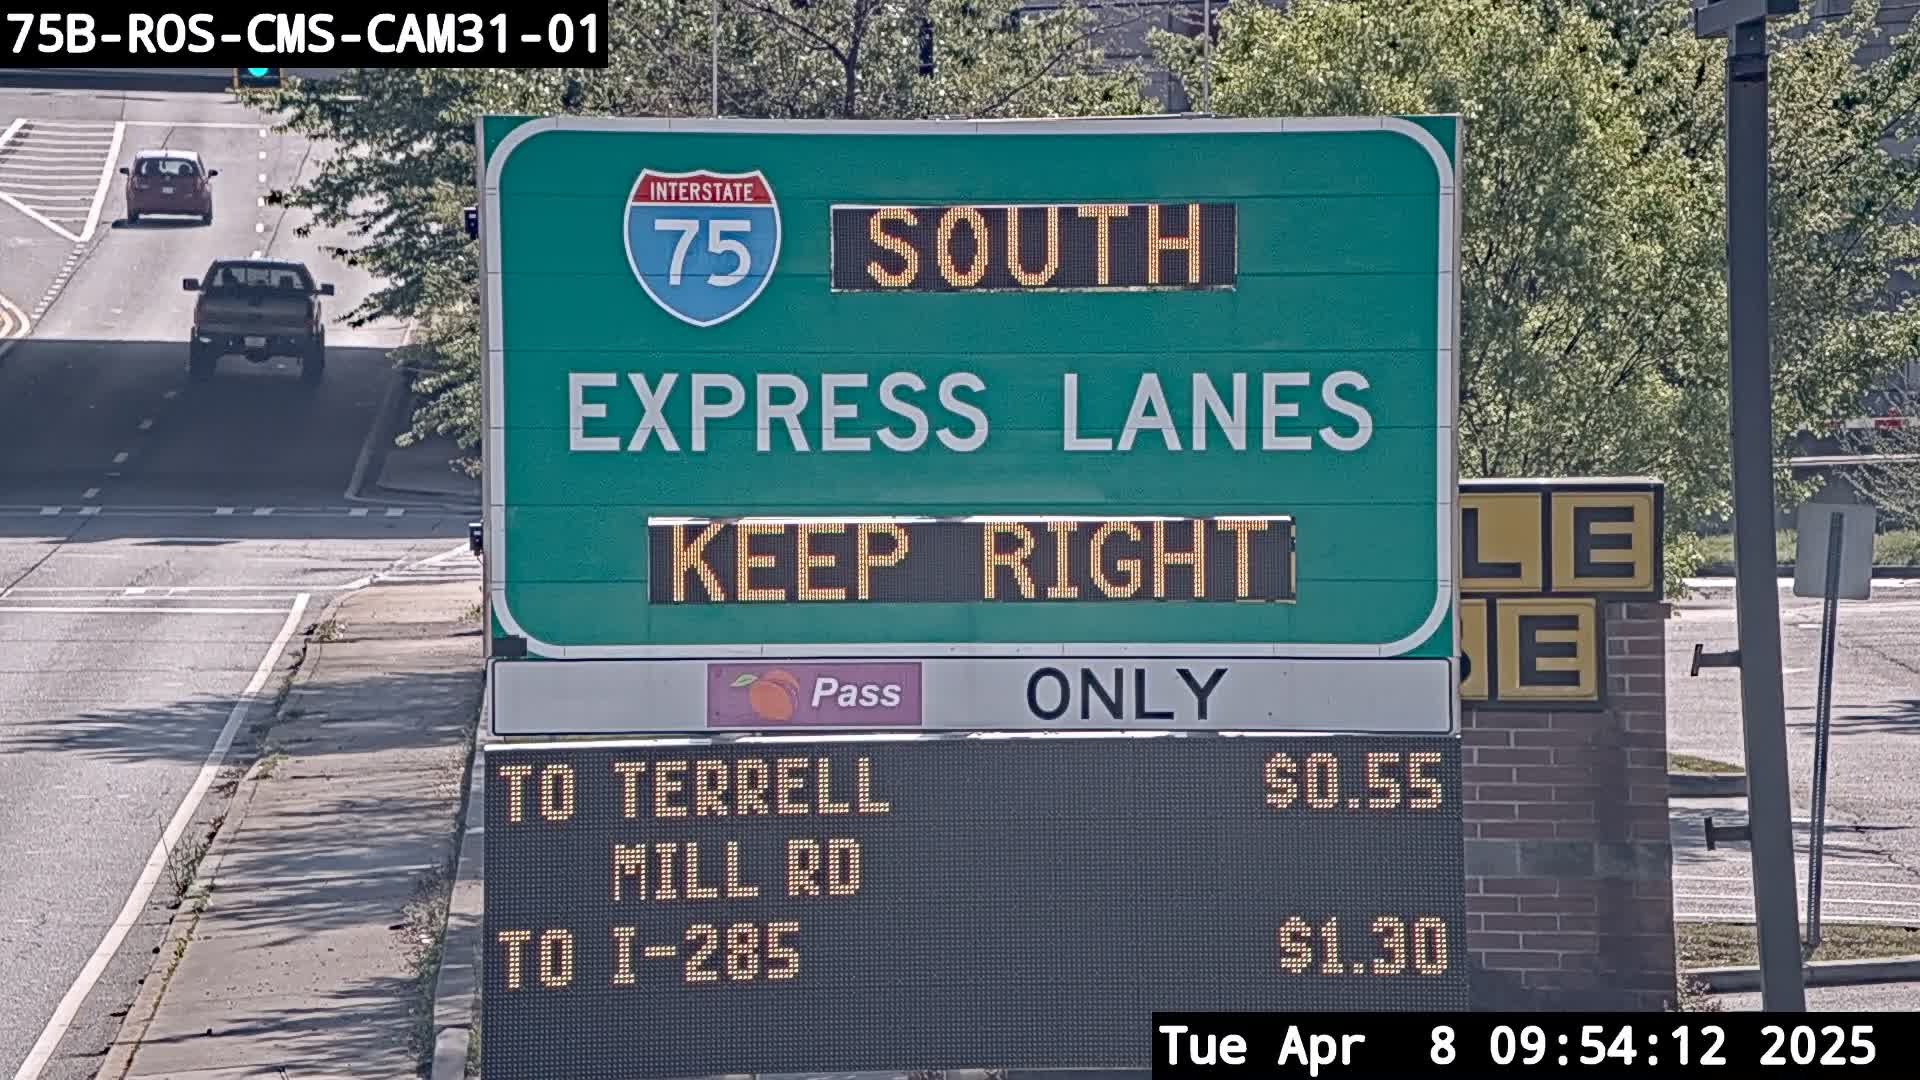 75B-ROS-CMS-CAM31-01
INTERSTATE
75
SOUTH
EXPRESS LANES
KEEP RIGHT
Pass ONLY
TO TERRELL $0.55
MILL RD
TO I-285 $1.30
LE
E
Tue Apr 8 09:54:12 2025